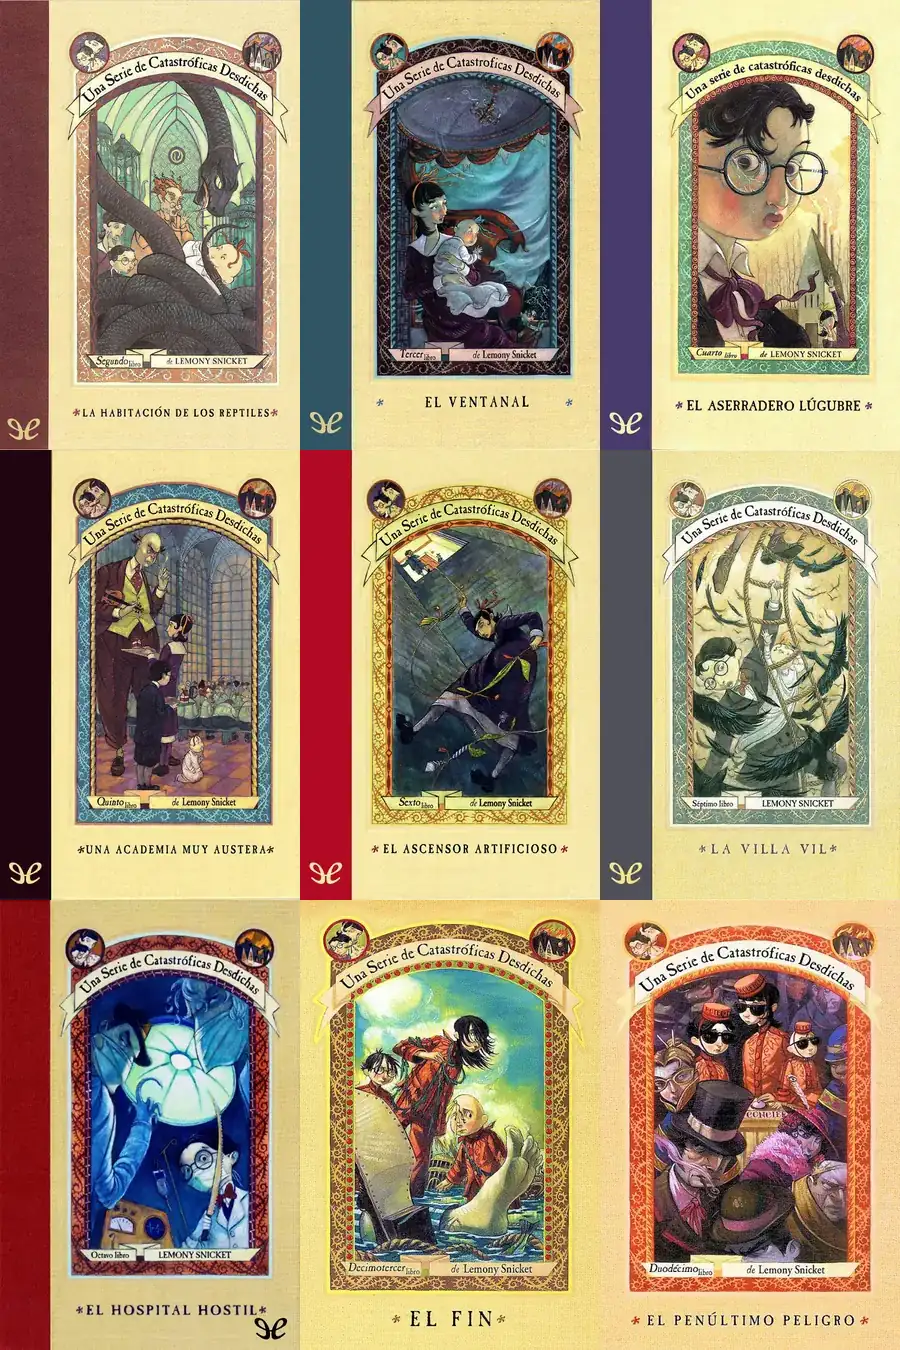 Una Serie de Catastróficas Desdichas
Segundo libro de LEMONY SNICKET
*LA HABITACIÓN DE LOS REPTILES*
Una Serie de Catastróficas Desdichas
Tercer libro de Lemony Snicket
* EL VENTANAL *
Una serie de catastróficas desdichas
Cuarto libro de LEMONY SNICKET
*EL ASERRADERO LÚGUBRE*
Una Serie de Catastróficas Desdichas
Quinto libro de Lemony Snicket
*UNA ACADEMIA MUY AUSTERA*
Una Serie de Catastróficas Desdichas
Sexto libro de Lemony Snicket
*EL ASCENSOR ARTIFICIOSO*
Una Serie de Catastróficas Desdichas
Séptimo libro LEMONY SNICKET
*LA VILLA VIL*
Una Serie de Catastróficas Desdichas
Octavo libro LEMONY SNICKET
*EL HOSPITAL HOSTIL*
Una Serie de Catastróficas Desdichas
Decimotercer libro de Lemony Snicket
*EL FIN*
Una Serie de Catastróficas Desdichas
Duodécimo libro de Lemony Snicket
*EL PENÚLTIMO PELIGRO*